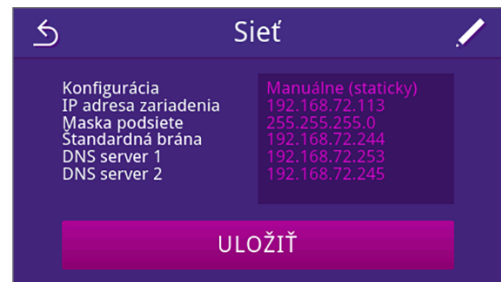 Sieť
Konfigurácia Manuálne (staticky)
IP adresa zariadenia 192.168.72.113
Maska podsiete 255.255.255.0
Štandardná brána 192.168.72.244
DNS server 1 192.168.72.253
DNS server 2 192.168.72.245
ULOŽIŤ